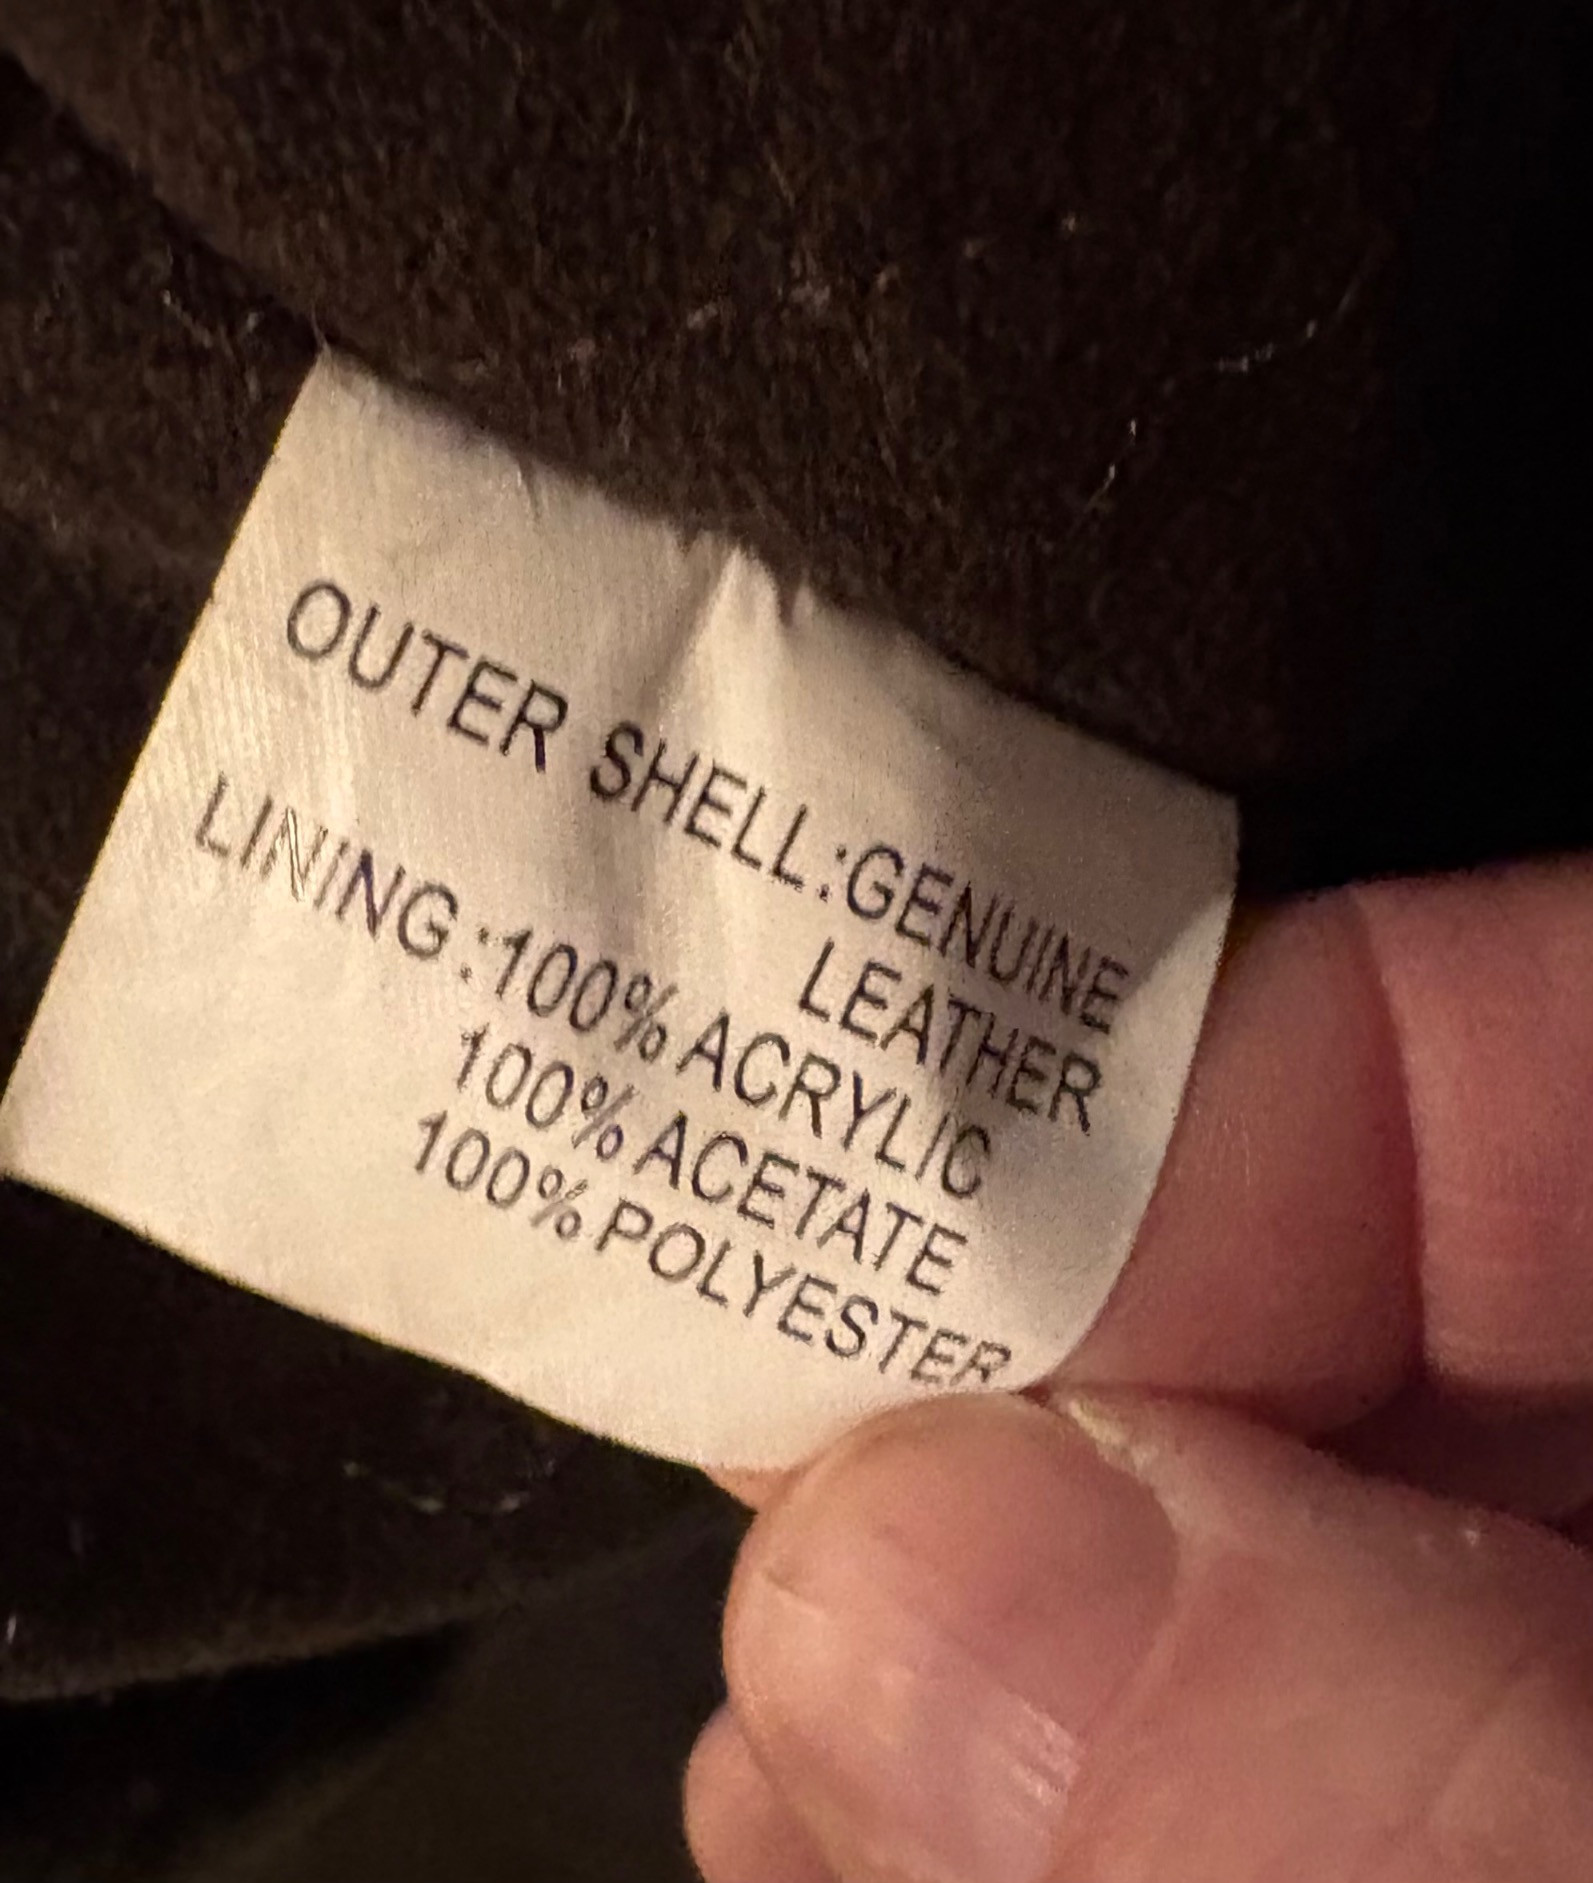 OUTER SHELL:GENUINE
LEATHER
LINING:100% ACRYLIC
100% ACETATE
100% POLYESTER